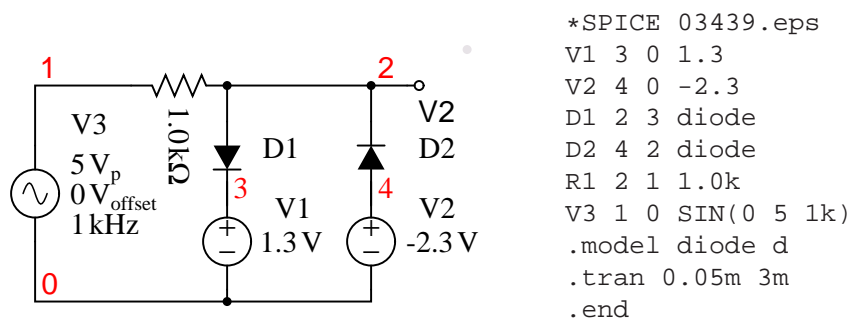 1
2
V2
V3
5 Vp
0 Voffset
1 kHz
1.0kΩ
D1
D2
3
4
V1
1.3 V
V2
-2.3 V
0
*SPICE 03439.eps
V1 3 0 1.3
V2 4 0 -2.3
D1 2 3 diode
D2 4 2 diode
R1 2 1 1.0k
V3 1 0 SIN(0 5 1k)
.model diode d
.tran 0.05m 3m
.end